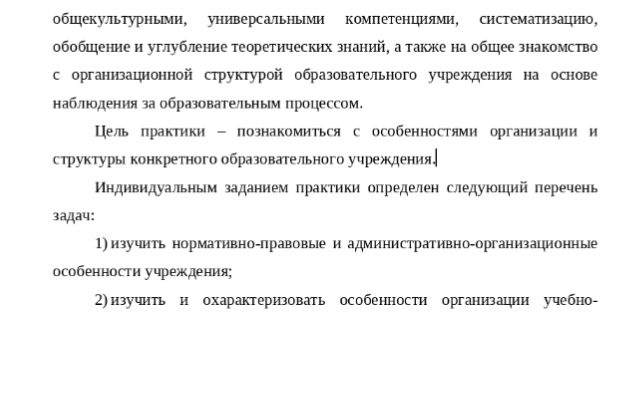 общекультурными, универсальными компетенциями, систематизацию,
обобщение и углубление теоретических знаний, а также на общее знакомство
с организационной структурой образовательного учреждения на основе
наблюдения за образовательным процессом.
Цель практики – познакомиться с особенностями организации и
структуры конкретного образовательного учреждения.
Индивидуальным заданием практики определен следующий перечень
задач:
1) изучить нормативно-правовые и административно-организационные
особенности учреждения;
2) изучить и охарактеризовать особенности организации учебно-